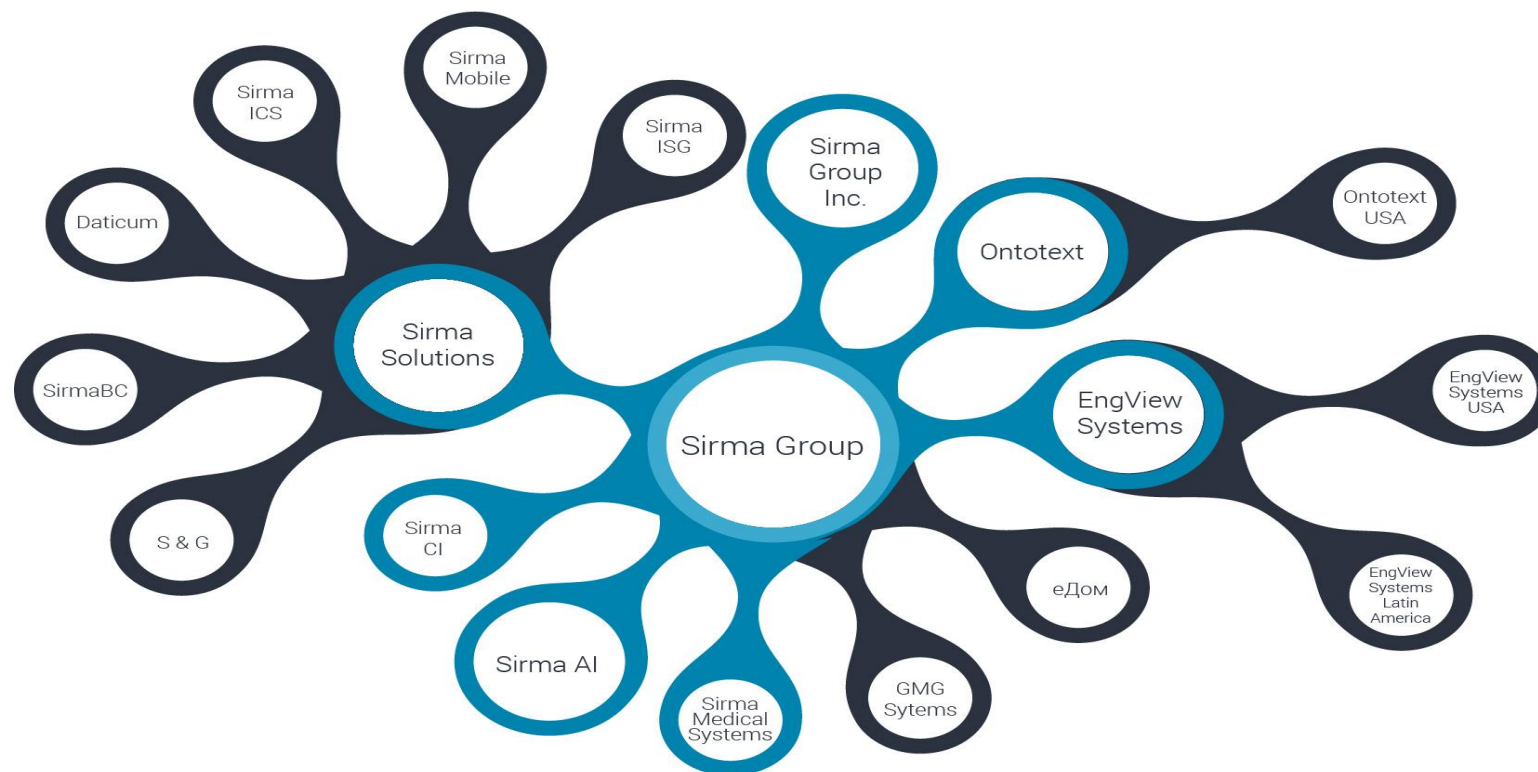 Sirma
Mobile
Sirma
ICS
Sirma
ISG
Sirma
Group
Inc.
Ontotext
USA
Daticum
Ontotext
Sirma
Solutions
EngView
Systems
USA
SirmaBC
EngView
Systems
Sirma Group
S & G
Sirma
CI
еДом
EngView
Systems
Latin
America
Sirma AI
Sirma
Medical
Systems
GMG
Sytems